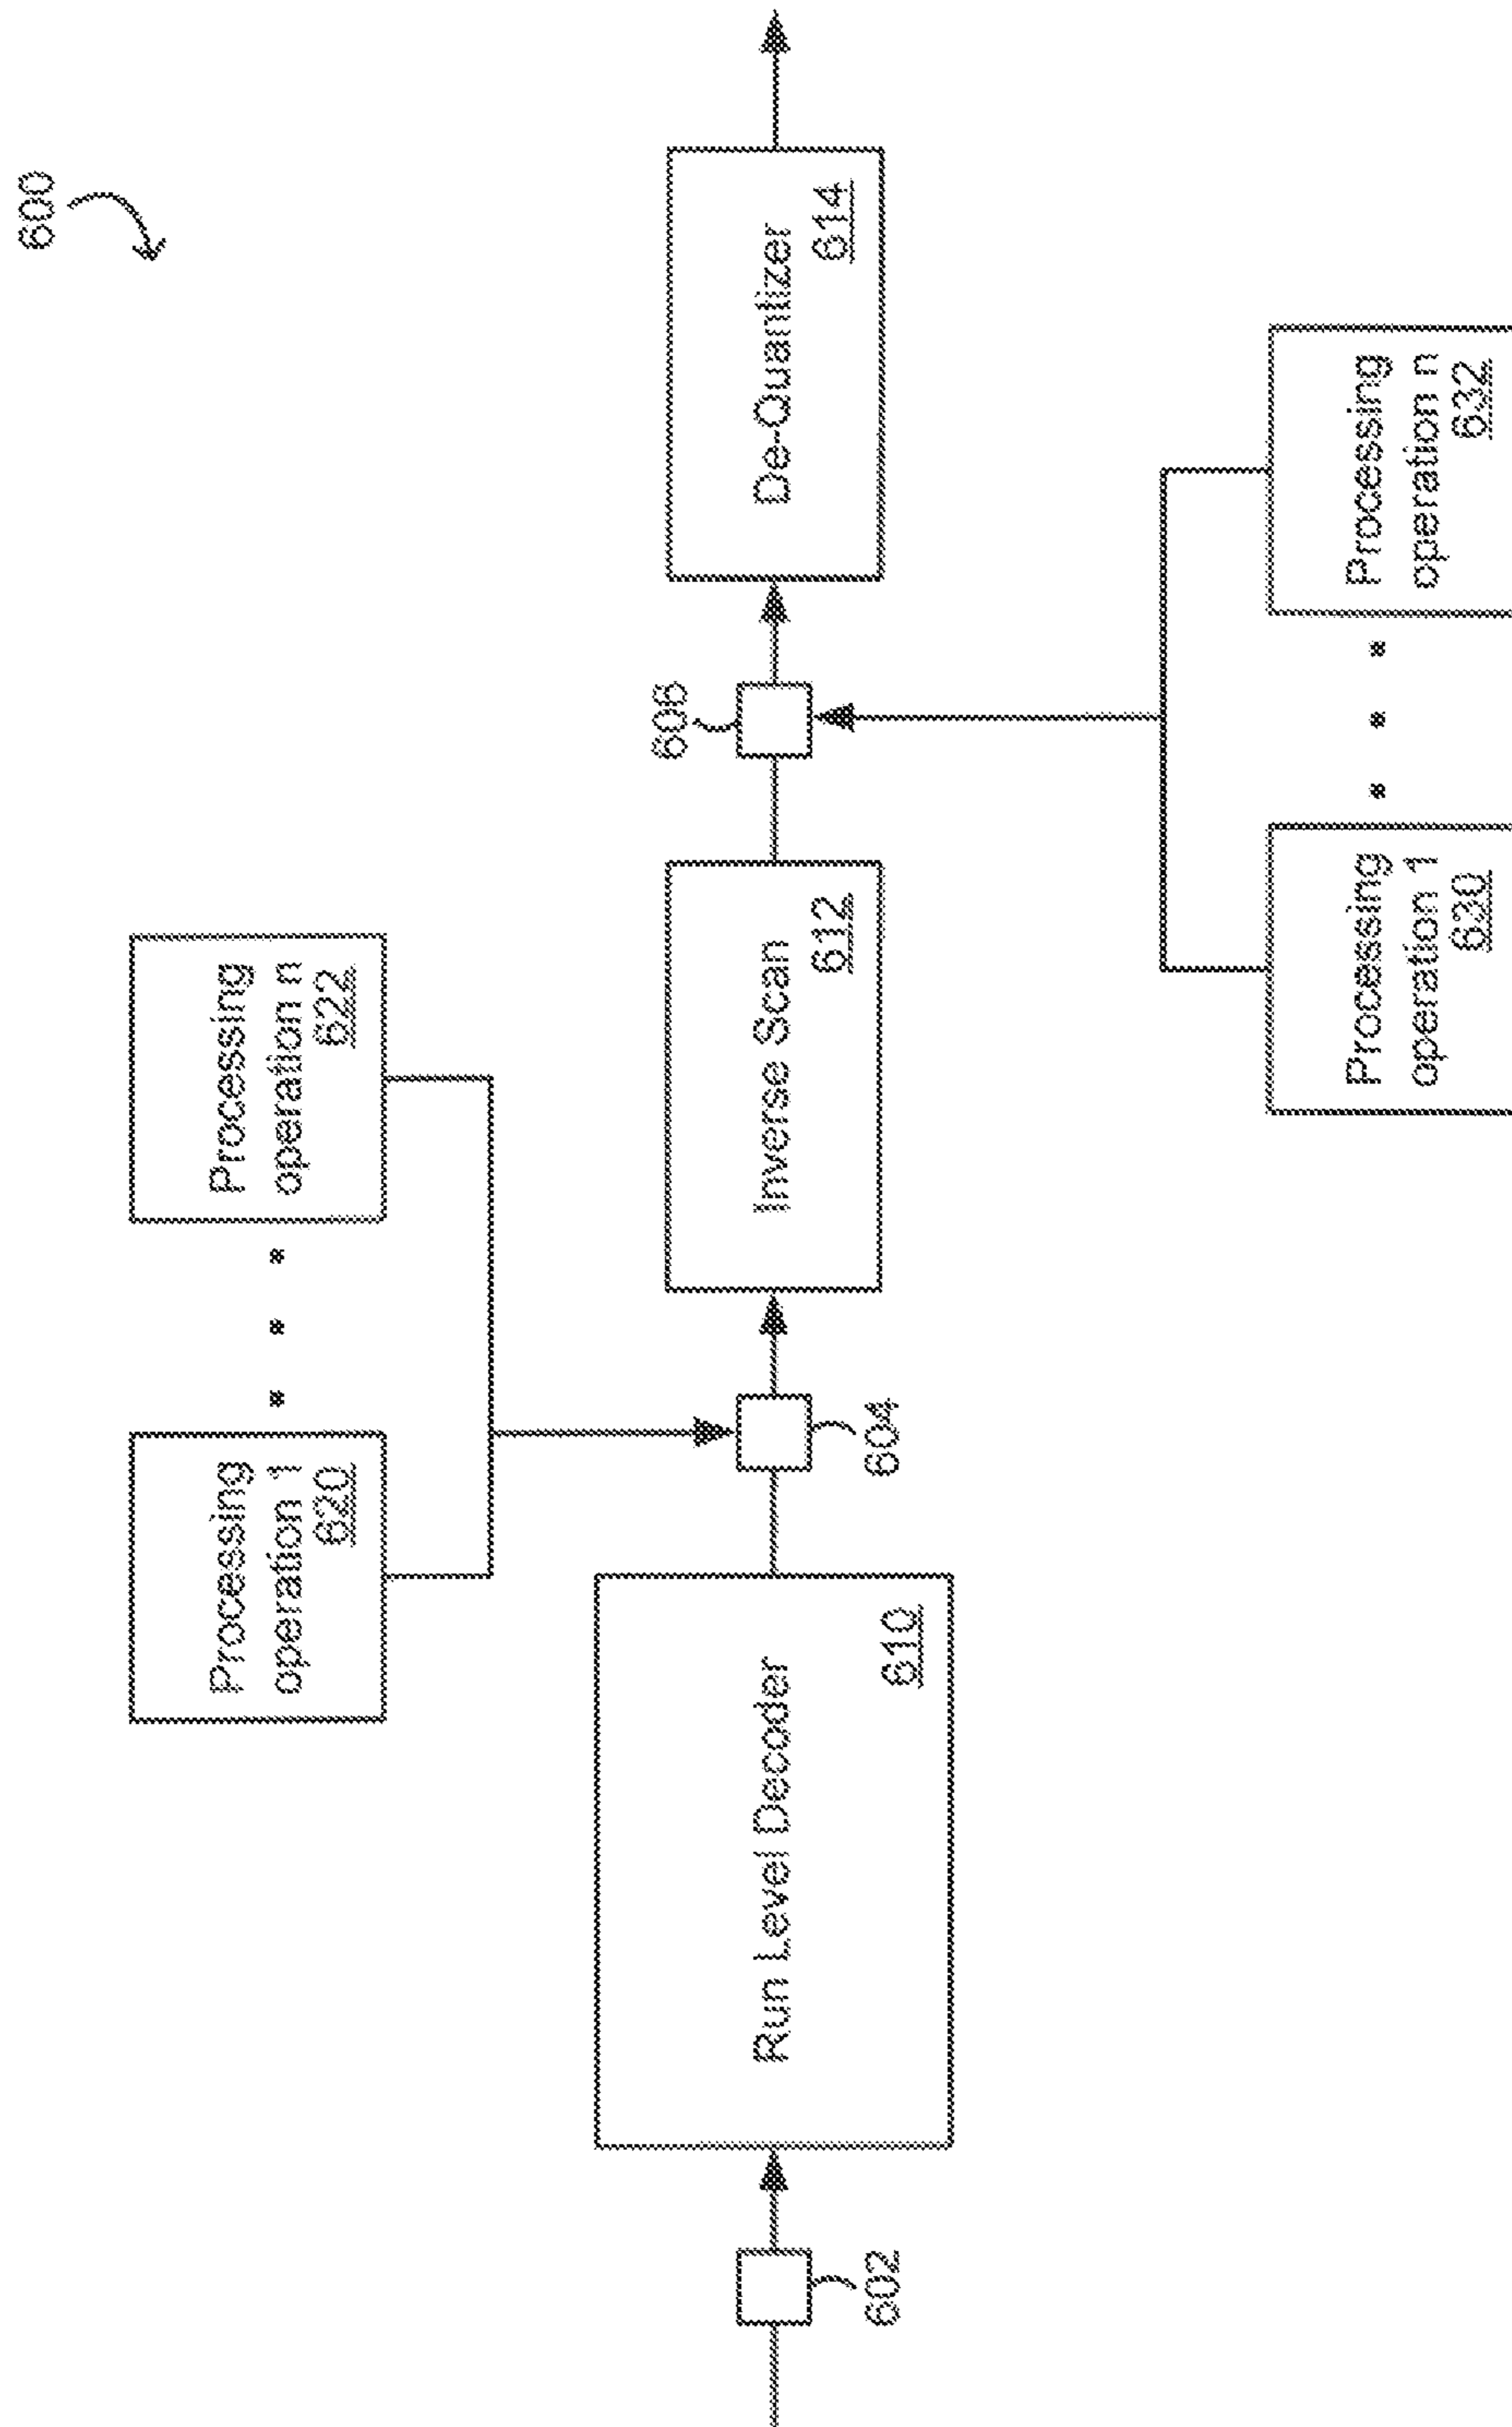 600
Processing
operation 1
620
Processing
operation n
622
602
Run Level Decoder
610
604
Inverse Scan
612
606
De-Quantizer
614
Processing
operation 1
630
Processing
operation n
632